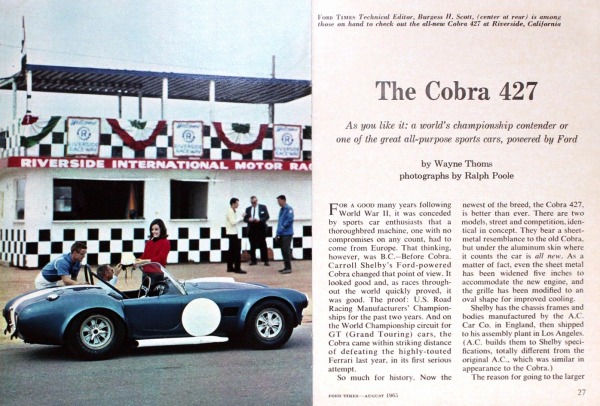 FORD TIMES Technical Editor, Burgess H. Scott, (center at rear) is among
those on hand to check out the all-new Cobra 427 at Riverside, California
RIVERSIDE INTERNATIONAL MOTOR RAC
The Cobra 427
As you like it: a world's championship contender or
one of the great all-purpose sports cars, powered by Ford
by Wayne Thoms
photographs by Ralph Poole
FOR A GOOD many years following
World War II, it was conceded
by sports car enthusiasts that a
thoroughbred machine, one with no
compromises on any count, had to
come from Europe. That thinking,
however, was B.C.—Before Cobra.
Carroll Shelby's Ford-powered
Cobra changed that point of view. It
looked good and, as races through-
out the world quickly proved, it
was good. The proof: U.S. Road
Racing Manufacturers' Champion-
ships for the past two years. And on
the World Championship circuit for
GT (Grand Touring) cars, the
Cobra came within striking distance
of defeating the highly-touted
Ferrari last year, in its first serious
attempt.
So much for history. Now the
newest of the breed, the Cobra 427,
is better than ever. There are two
models, street and competition, iden-
tical in concept. They bear a sheet-
metal resemblance to the old Cobra,
but under the aluminum skin where
it counts the car is all new. As a
matter of fact, even the sheet metal
has been widened five inches to
accommodate the new engine, and
the grille has been modified to an
oval shape for improved cooling.
Shelby has the chassis frames and
bodies manufactured by the A.C.
Car Co. in England, then shipped
to his assembly plant in Los Angeles.
(A.C. builds them to Shelby speci-
fications, totally different from the
original A.C., which was similar in
appearance to the Cobra.)
The reason for going to the larger
FORD TIMES—AUGUST 1965
27